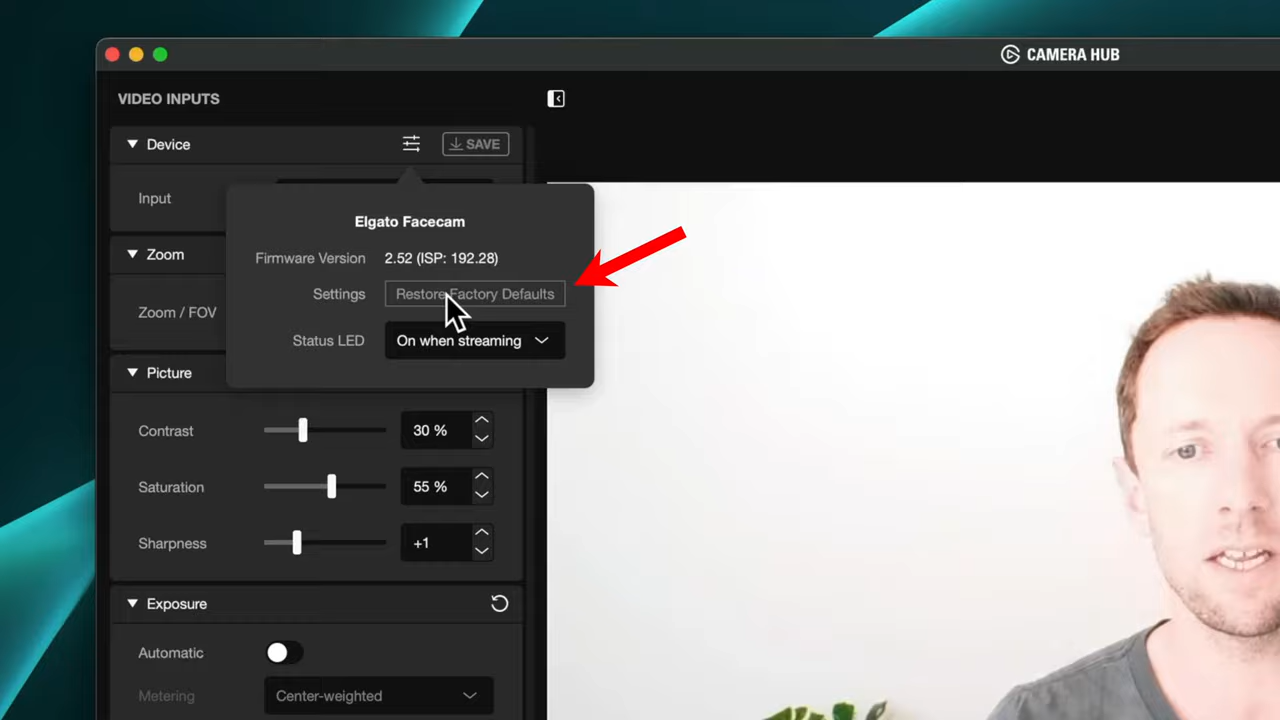 CAMERA HUB
VIDEO INPUTS
Device
SAVE
Input
Elgato Facecam
Firmware Version 2.52 (ISP: 192.28)
Zoom
Settings Restore Factory Defaults
Zoom / FOV
Status LED On when streaming
Picture
Contrast 30 %
Saturation 55 %
Sharpness +1
Exposure
Automatic
Metering Center-weighted